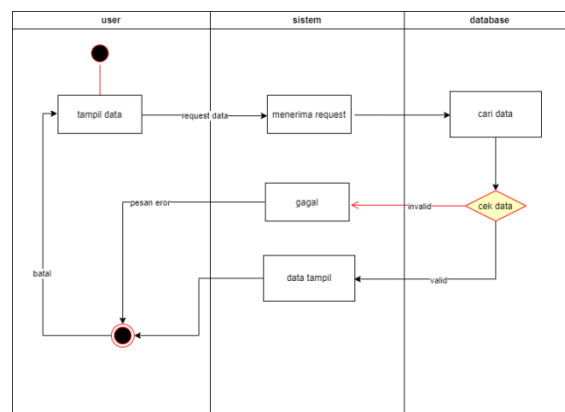 user
sistem
database
tampil data
request data
menerima request
cari data
pesan eror
gagal
invalid
cek data
batal
data tampil
valid